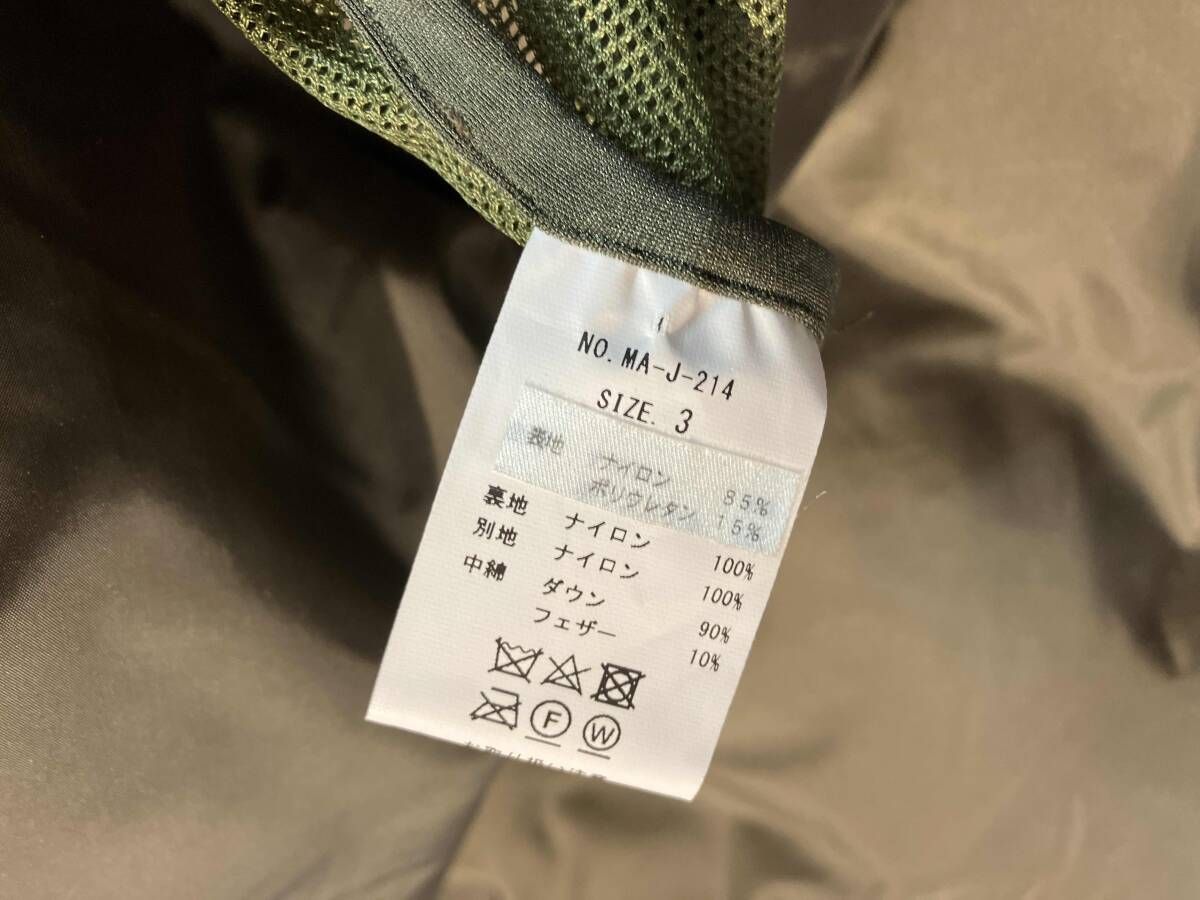 NO. MA-J-214
SIZE. 3
表地 ナイロン 85%
ポリウレタン 15%
裏地 ナイロン 100%
別地 ナイロン 100%
中綿 ダウン 90%
フェザー 10%
F W